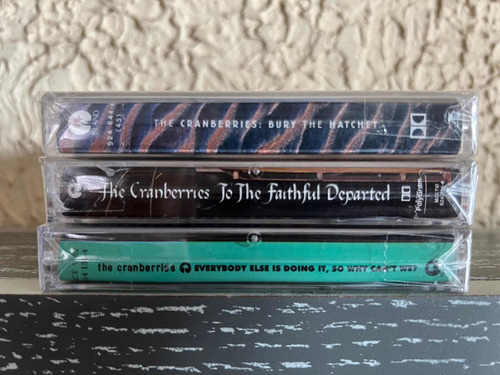 THE CRANBERRIES: BURY THE HATCHET
The Cranberries To The Faithful Departed
the cranberries EVERYBODY ELSE IS DOING IT, SO WHY CAN'T WE?